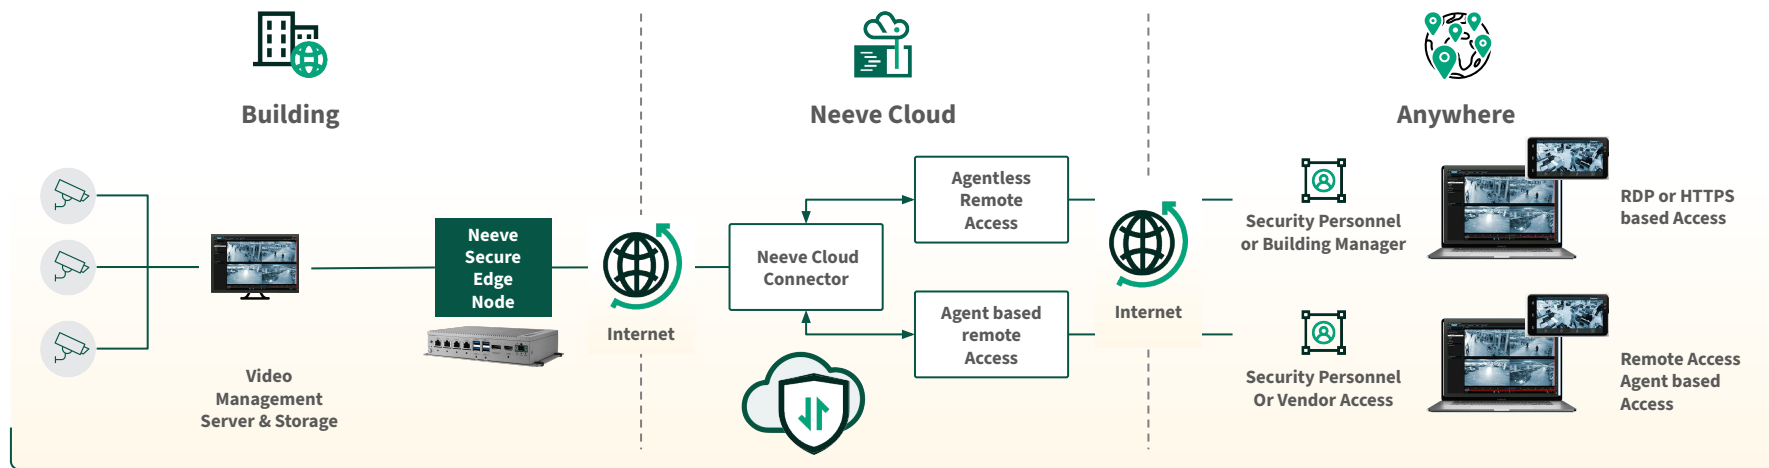 Building
Neeve Cloud
Anywhere
Video
Management
Server & Storage
Neeve
Secure
Edge
Node
Internet
Neeve Cloud
Connector
Agentless
Remote
Access
Agent based
remote
Access
Internet
Security Personnel
or Building Manager
RDP or HTTPS
based Access
Security Personnel
Or Vendor Access
Remote Access
Agent based
Access